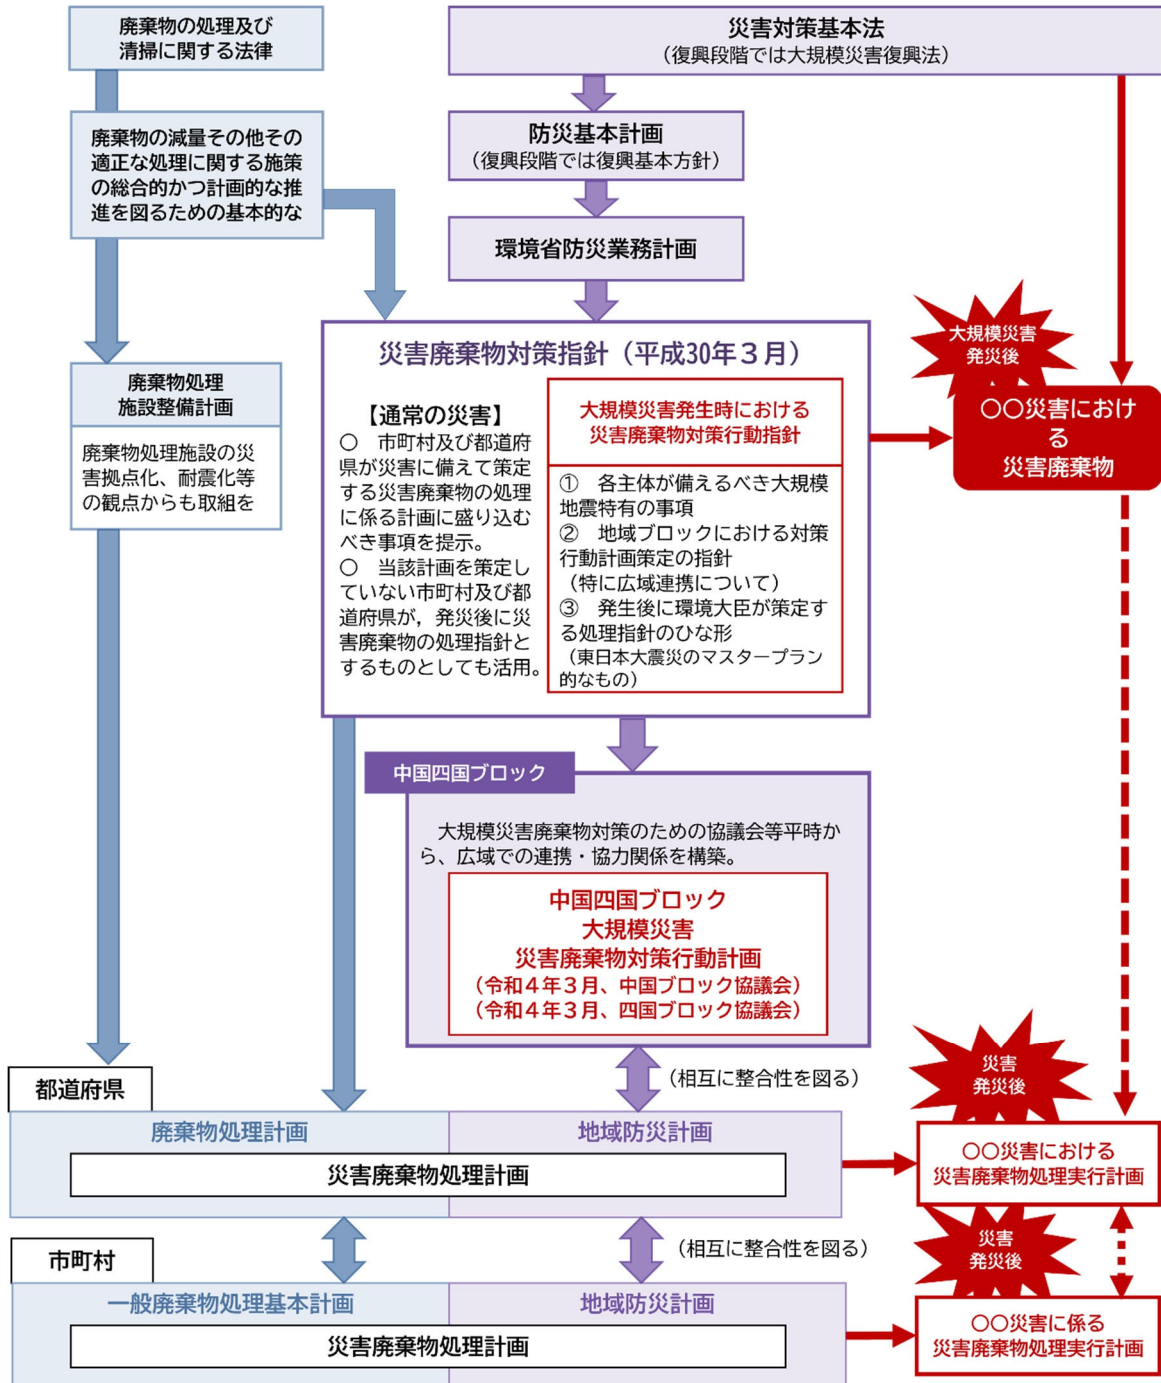 廃棄物の処理及び
清掃に関する法律
災害対策基本法
（復興段階では大規模災害復興法）
廃棄物の減量その他その
適正な処理に関する施策
の総合的かつ計画的な推
進を図るための基本的な
防災基本計画
（復興段階では復興基本方針）
環境省防災業務計画
災害廃棄物対策指針（平成30年３月）
大規模災害
発災後
廃棄物処理
施設整備計画
廃棄物処理施設の災
害拠点化、耐震化等
の観点からも取組を
【通常の災害】
○　市町村及び都道府
県が災害に備えて策定
する災害廃棄物の処理
に係る計画に盛り込む
べき事項を提示。
○　当該計画を策定し
ていない市町村及び都
道府県が，発災後に災
害廃棄物の処理指針と
するものとしても活用。
大規模災害発生時における
災害廃棄物対策行動指針
①　各主体が備えるべき大規模
地震特有の事項
②　地域ブロックにおける対策
行動計画策定の指針
（特に広域連携について）
③　発生後に環境大臣が策定す
る処理指針のひな形
（東日本大震災のマスタープラン
的なもの）
○○災害におけ
る
災害廃棄物
中国四国ブロック
大規模災害廃棄物対策のための協議会等平時か
ら、広域での連携・協力関係を構築。
中国四国ブロック
大規模災害
災害廃棄物対策行動計画
（令和４年３月、中国ブロック協議会）
（令和４年３月、四国ブロック協議会）
（相互に整合性を図る）
災害
発災後
都道府県
廃棄物処理計画
地域防災計画
災害廃棄物処理計画
○○災害における
災害廃棄物処理実行計画
（相互に整合性を図る）
災害
発災後
市町村
一般廃棄物処理基本計画
地域防災計画
災害廃棄物処理計画
○○災害に係る
災害廃棄物処理実行計画